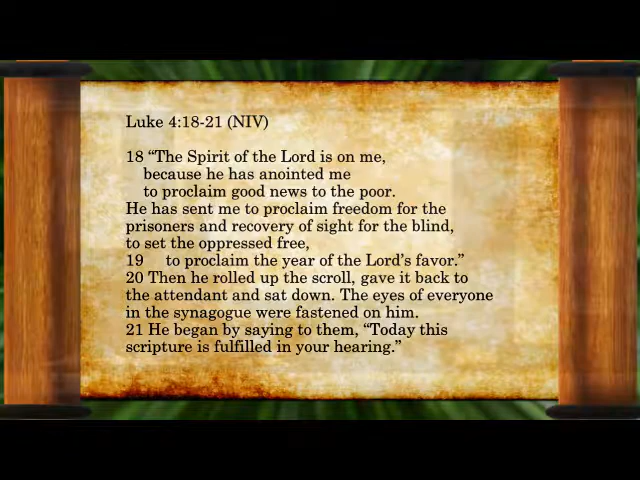 Luke 4:18-21 (NIV)
18 “The Spirit of the Lord is on me,
because he has anointed me
to proclaim good news to the poor.
He has sent me to proclaim freedom for the
prisoners and recovery of sight for the blind,
to set the oppressed free,
19 to proclaim the year of the Lord’s favor.”
20 Then he rolled up the scroll, gave it back to
the attendant and sat down. The eyes of everyone
in the synagogue were fastened on him.
21 He began by saying to them, “Today this
scripture is fulfilled in your hearing.”